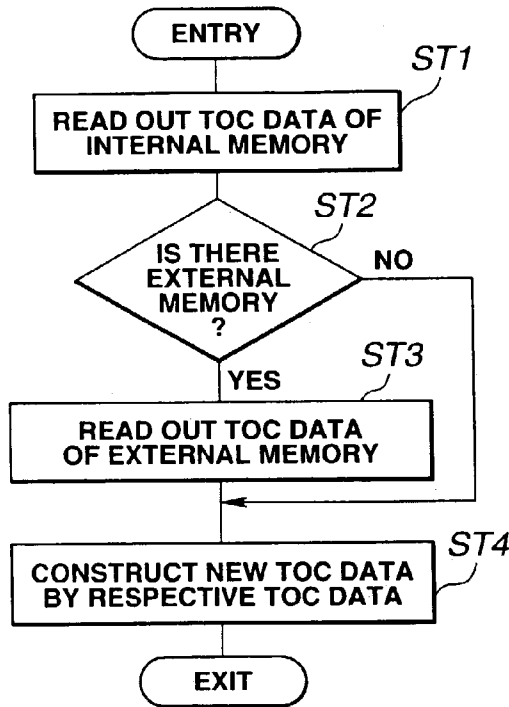 ENTRY
ST1
READ OUT TOC DATA OF
INTERNAL MEMORY
ST2
IS THERE
EXTERNAL
MEMORY
?
NO
YES
ST3
READ OUT TOC DATA
OF EXTERNAL MEMORY
ST4
CONSTRUCT NEW TOC DATA
BY RESPECTIVE TOC DATA
EXIT